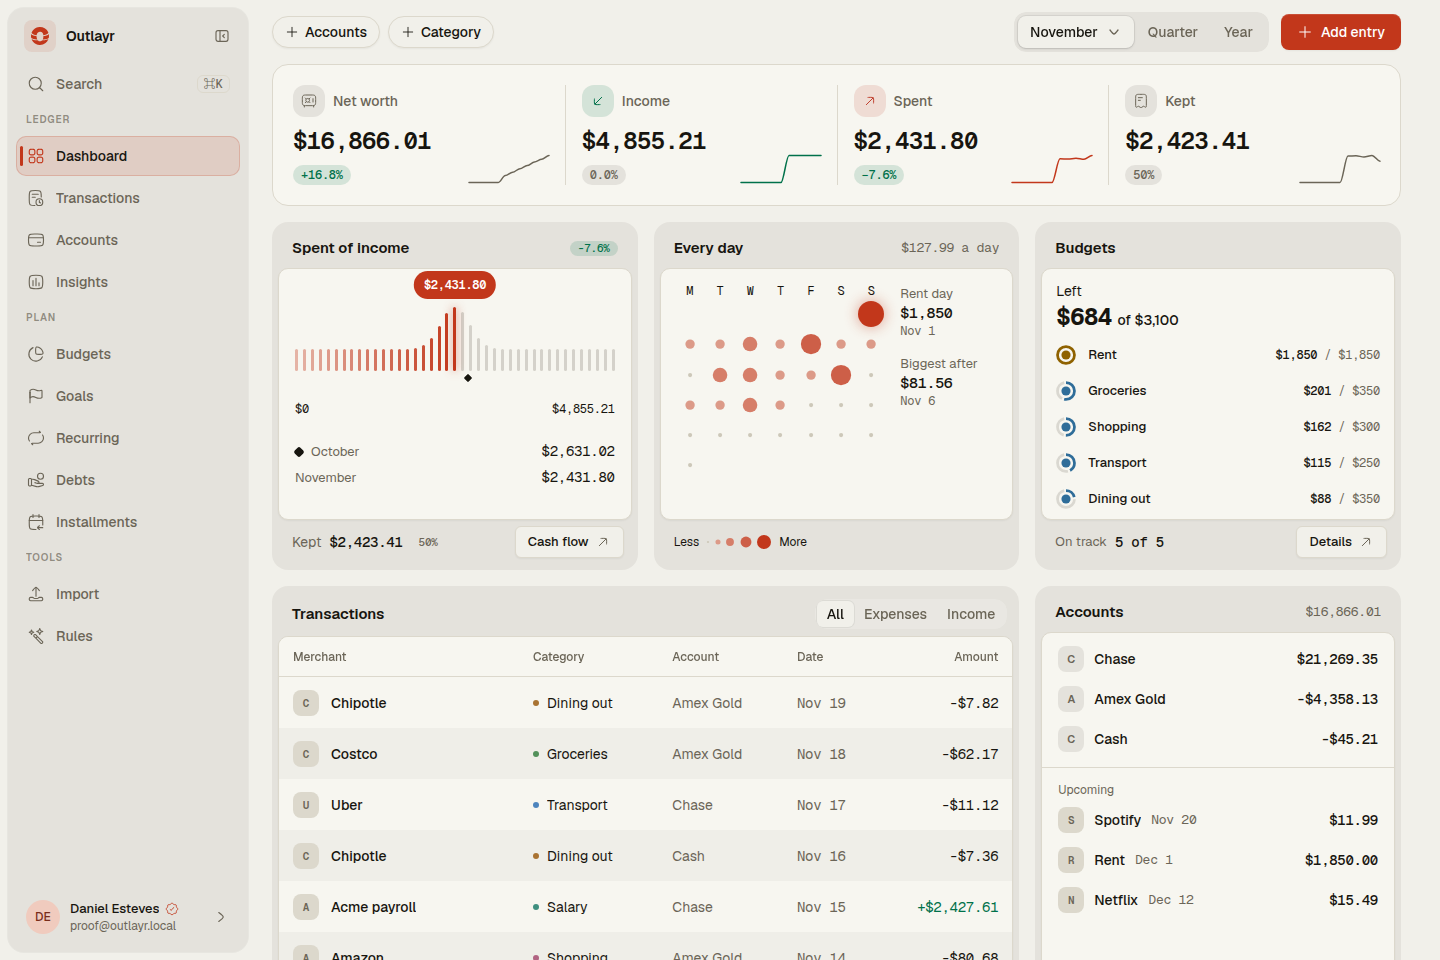 Outlayr
Search ⌘K
LEDGER
Dashboard
Transactions
Accounts
Insights
PLAN
Budgets
Goals
Recurring
Debts
Installments
TOOLS
Import
Rules
DE
Daniel Esteves
proof@outlayr.local
+ Accounts + Category
November Quarter Year + Add entry
Net worth
$16,866.01
+16.8%
Income
$4,855.21
0.0%
Spent
$2,431.80
-7.6%
Kept
$2,423.41
50%
Spent of income -7.6%
$2,431.80
$0 $4,855.21
October $2,631.02
November $2,431.80
Kept $2,423.41 50% Cash flow
Every day $127.99 a day
M T W T F S S
Rent day
$1,850
Nov 1
Biggest after
$81.56
Nov 6
Less More
Budgets
Left
$684 of $3,100
Rent $1,850 / $1,850
Groceries $201 / $350
Shopping $162 / $300
Transport $115 / $250
Dining out $88 / $350
On track 5 of 5 Details
Transactions All Expenses Income
Merchant Category Account Date Amount
C Chipotle Dining out Amex Gold Nov 19 -$7.82
C Costco Groceries Amex Gold Nov 18 -$62.17
U Uber Transport Chase Nov 17 -$11.12
C Chipotle Dining out Cash Nov 16 -$7.36
A Acme payroll Salary Chase Nov 15 +$2,427.61
A Amazon Shopping Amex Gold Nov 14 -$80.68
Accounts $16,866.01
C Chase $21,269.35
A Amex Gold -$4,358.13
C Cash -$45.21
Upcoming
S Spotify Nov 20 $11.99
R Rent Dec 1 $1,850.00
N Netflix Dec 12 $15.49